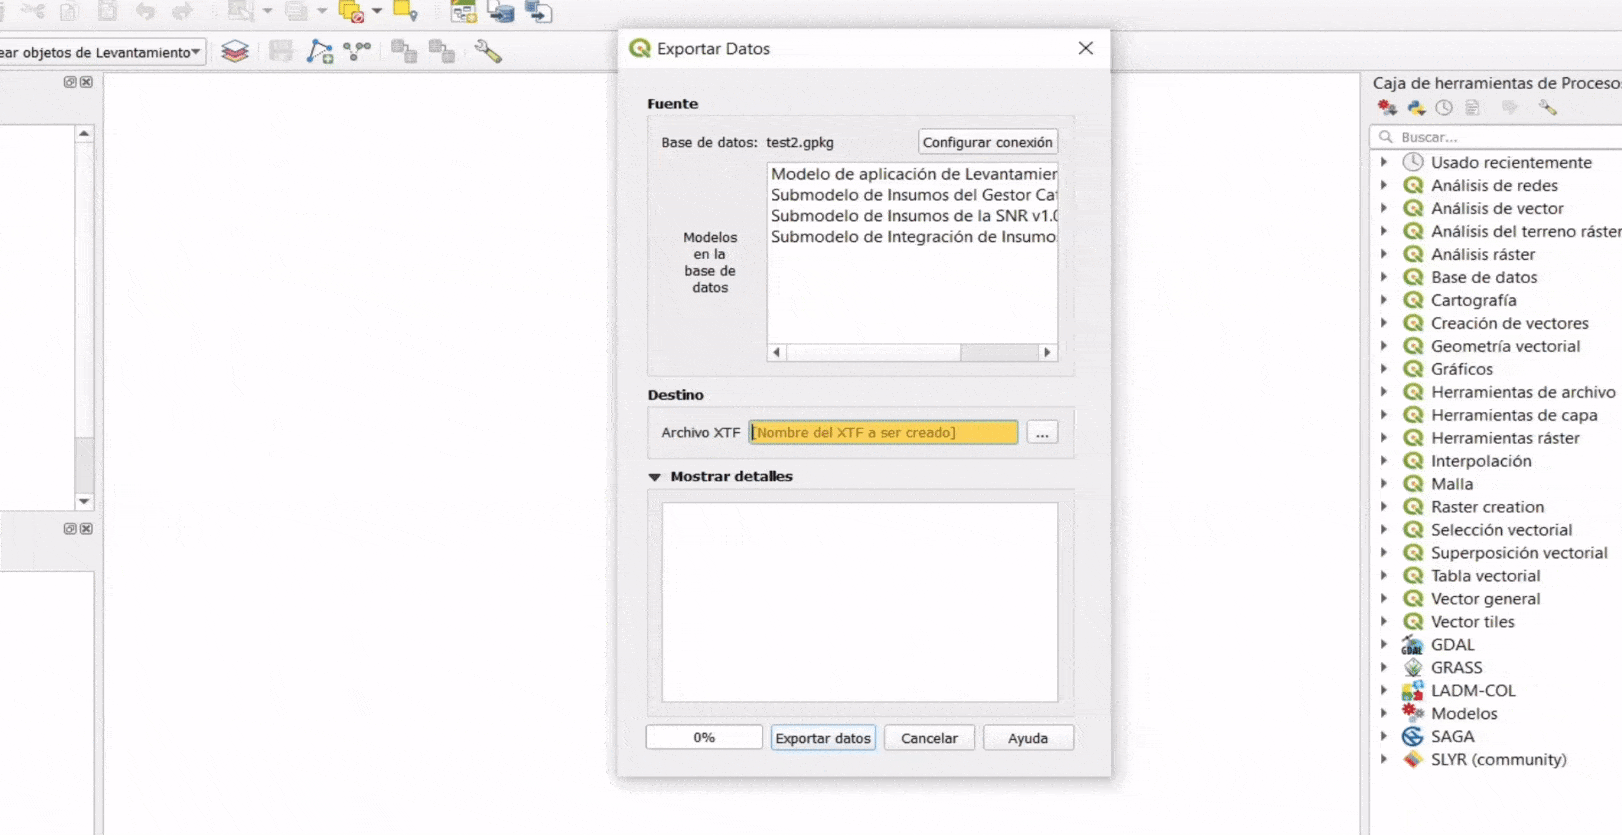 ear objetos de Levantamiento
Exportar Datos
Fuente
Base de datos: test2.gpkg
Configurar conexión
Modelos
en la
base de
datos
Modelo de aplicación de Levantamier
Submodelo de Insumos del Gestor Cat
Submodelo de Insumos de la SNR v1.0
Submodelo de Integración de Insumo
Destino
Archivo XTF [Nombre del XTF a ser creado] ...
Mostrar detalles
0%
Exportar datos
Cancelar
Ayuda
Caja de herramientas de Proceso
Buscar...
Usado recientemente
Análisis de redes
Análisis de vector
Análisis del terreno ráster
Análisis ráster
Base de datos
Cartografía
Creación de vectores
Geometría vectorial
Gráficos
Herramientas de archivo
Herramientas de capa
Herramientas ráster
Interpolación
Malla
Raster creation
Selección vectorial
Superposición vectorial
Tabla vectorial
Vector general
Vector tiles
GDAL
GRASS
LADM-COL
Modelos
SAGA
SLYR (community)